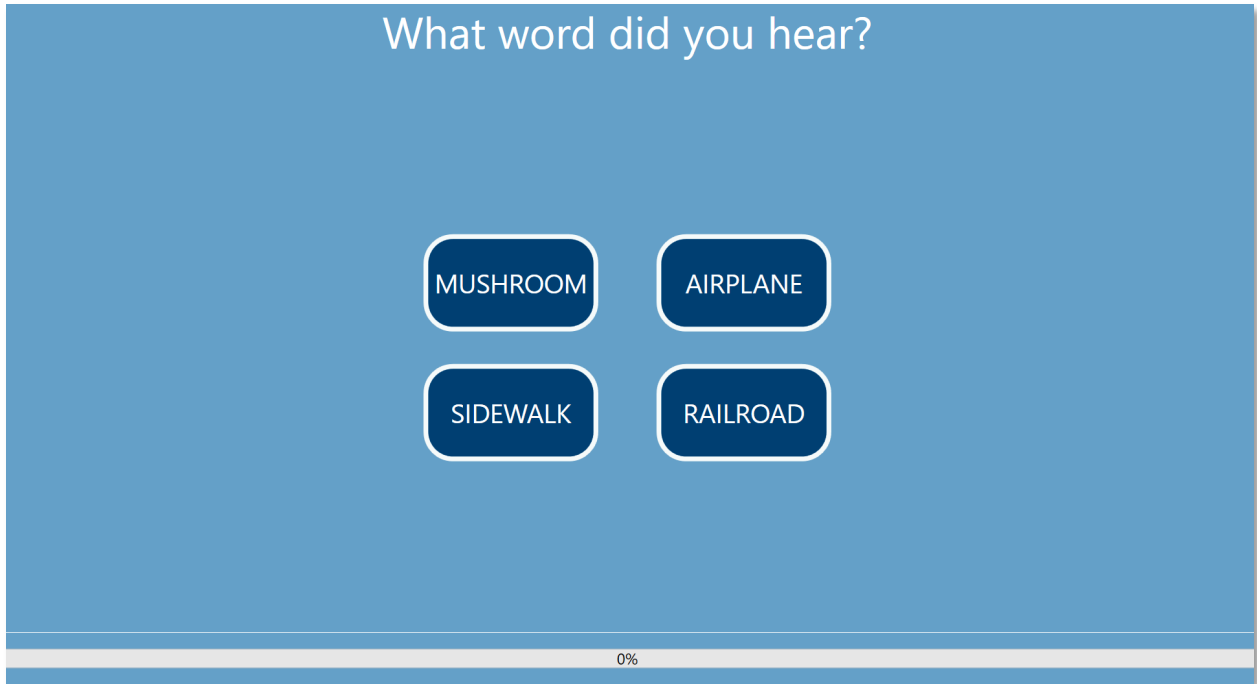 What word did you hear?
MUSHROOM
AIRPLANE
SIDEWALK
RAILROAD
0%